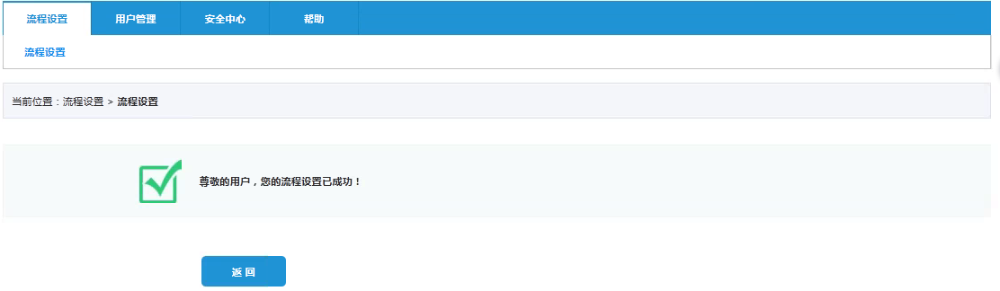 流程设置 用户管理 安全中心 帮助
流程设置
当前位置：流程设置 > 流程设置
尊敬的用户，您的流程设置已成功！
返 回